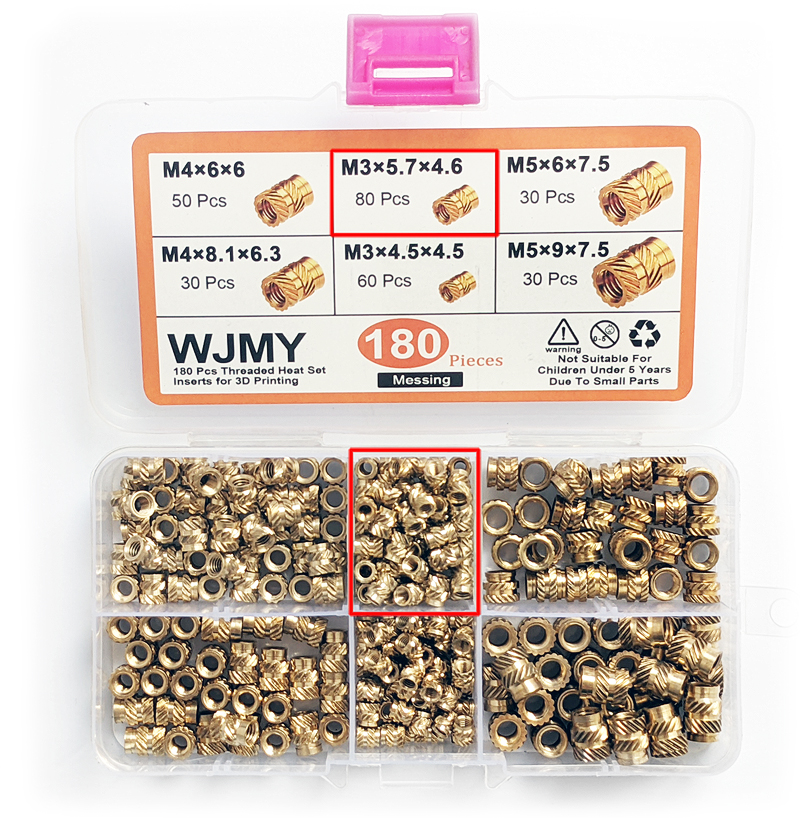 M4×6×6
50 Pcs
M3×5.7×4.6
80 Pcs
M5×6×7.5
30 Pcs
M4×8.1×6.3
30 Pcs
M3×4.5×4.5
60 Pcs
M5×9×7.5
30 Pcs
WJMY
180 Pcs Threaded Heat Set
Inserts for 3D Printing
180 Pieces
Messing
warning
0-5
Not Suitable For
Children Under 5 Years
Due To Small Parts